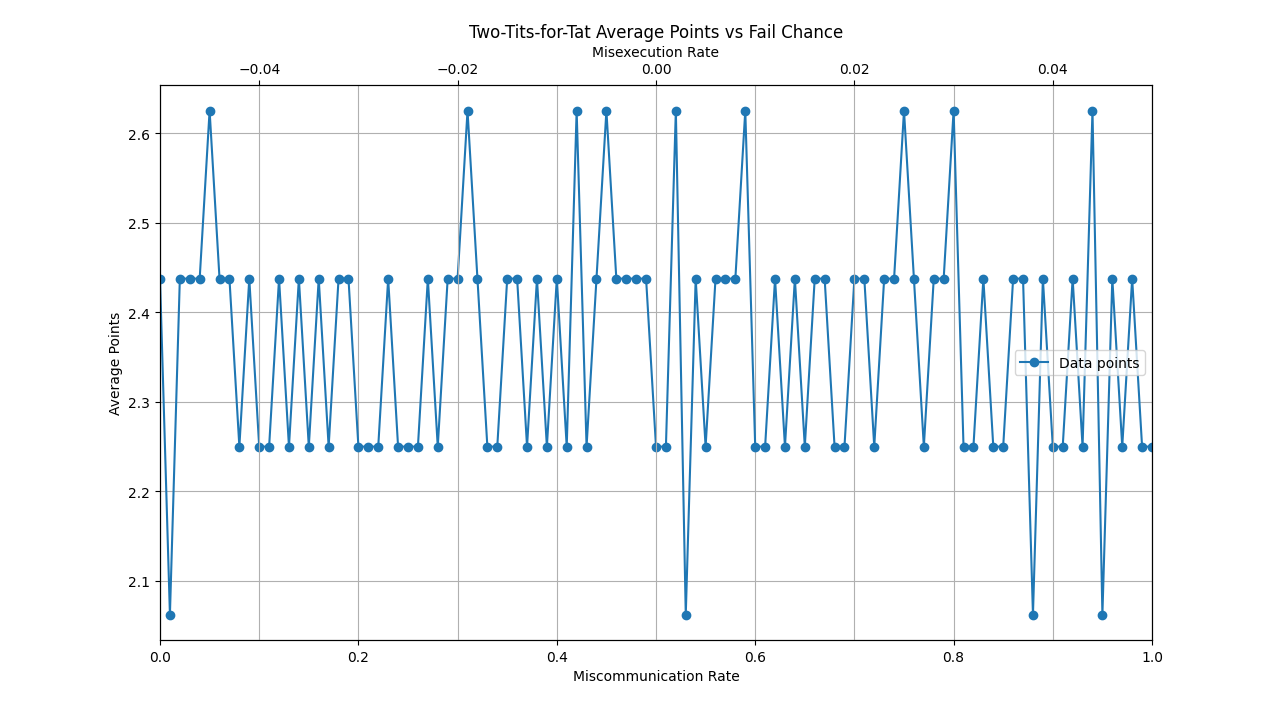 Two-Tits-for-Tat Average Points vs Fail Chance
Misexecution Rate
−0.04 −0.02 0.00 0.02 0.04
2.6
2.5
2.4
2.3
2.2
2.1
Average Points
Data points
0.0 0.2 0.4 0.6 0.8 1.0
Miscommunication Rate